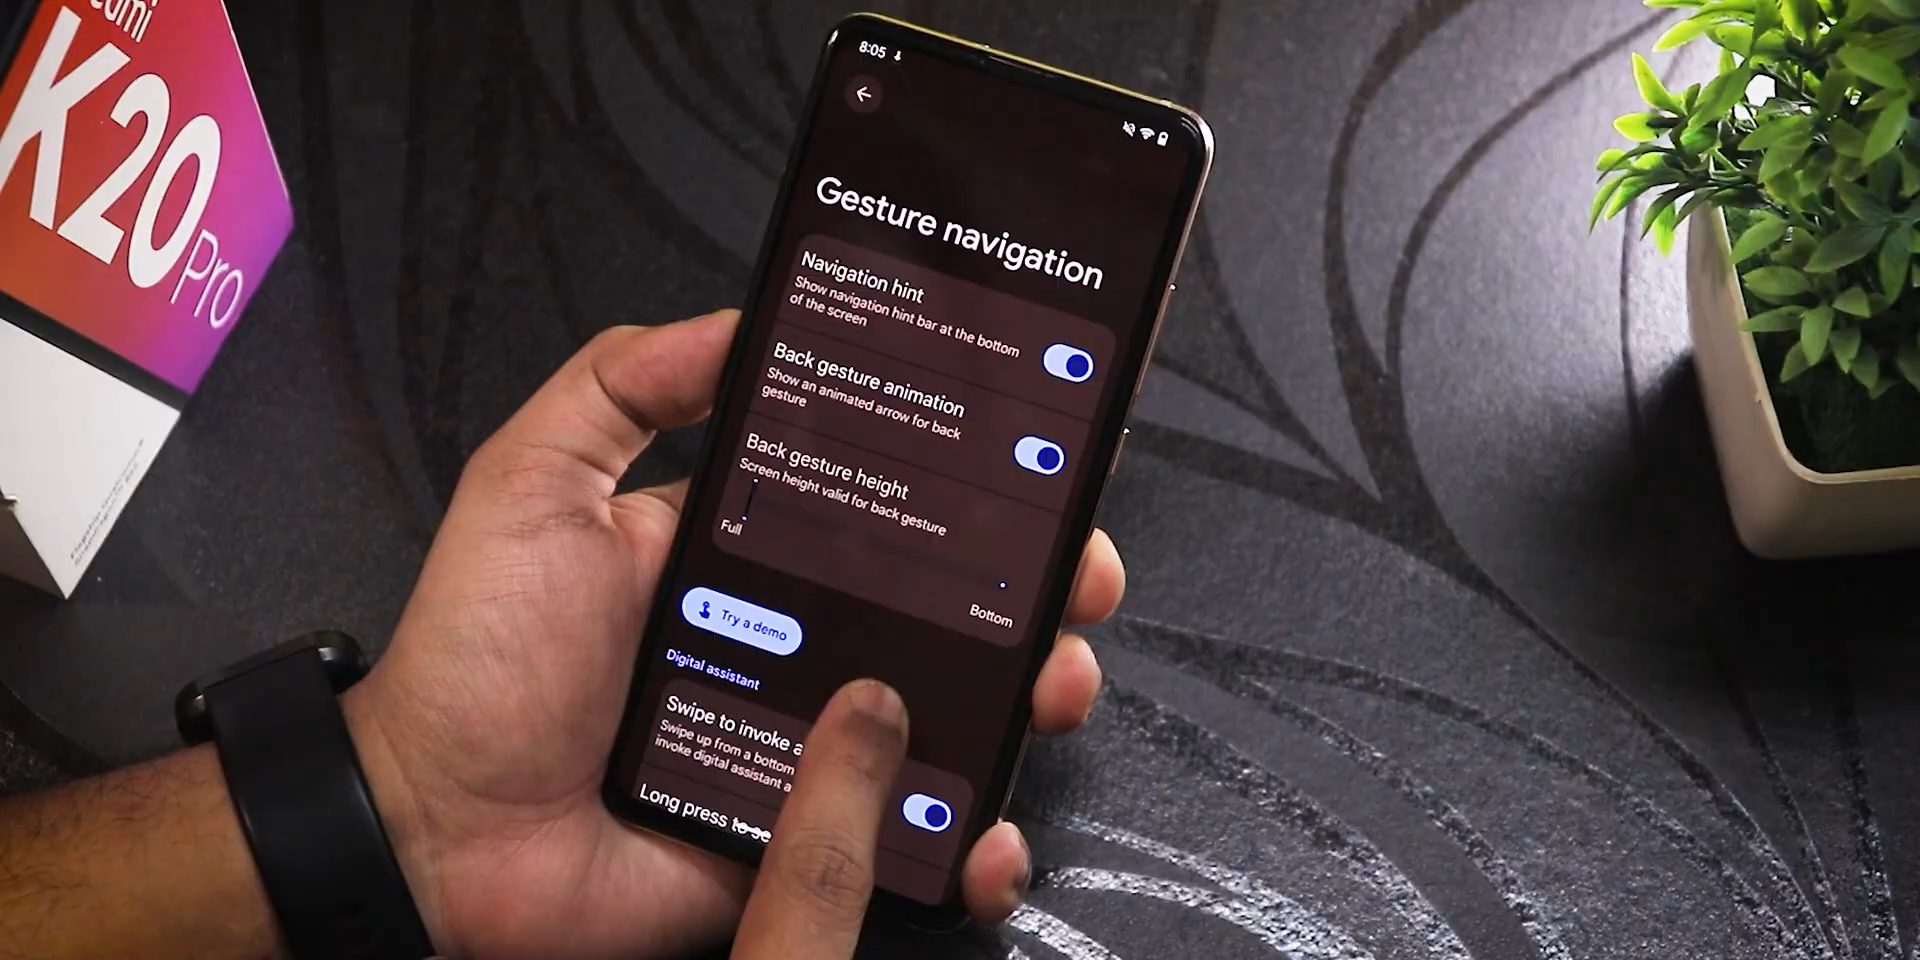 K20
Pro
8:05
Gesture navigation
Navigation hint
Show navigation hint bar at the bottom
of the screen
Back gesture animation
Show an animated arrow for back
gesture
Back gesture height
Screen height valid for back gesture
Full
Bottom
Try a demo
Digital assistant
Swipe to invoke a
Swipe up from a bottom
invoke digital assistant a
Long press to se